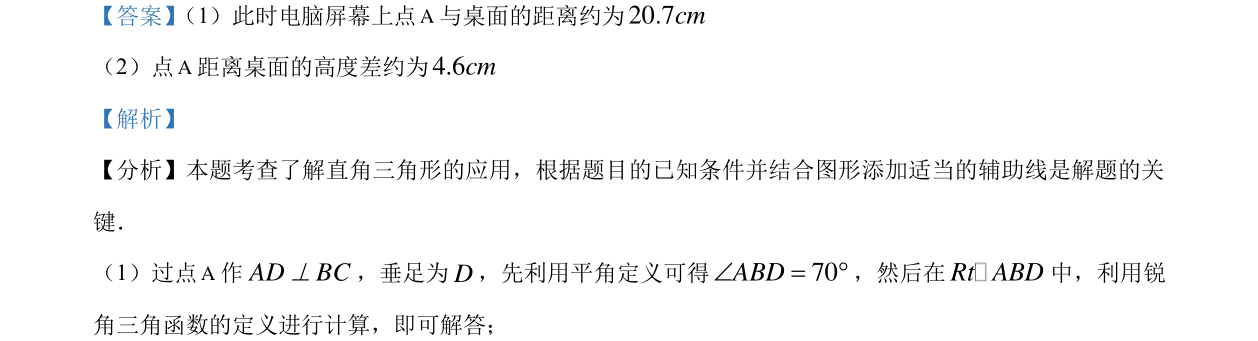 【答案】（1）此时电脑屏幕上点A与桌面的距离约为20.7cm
（2）点A距离桌面的高度差约为4.6cm
【解析】
【分析】本题考查了解直角三角形的应用，根据题目的已知条件并结合图形添加适当的辅助线是解题的关
键．
（1）过点A作AD⊥BC，垂足为D，先利用平角定义可得∠ABD=70°，然后在Rt□ABD中，利用锐
角三角函数的定义进行计算，即可解答；